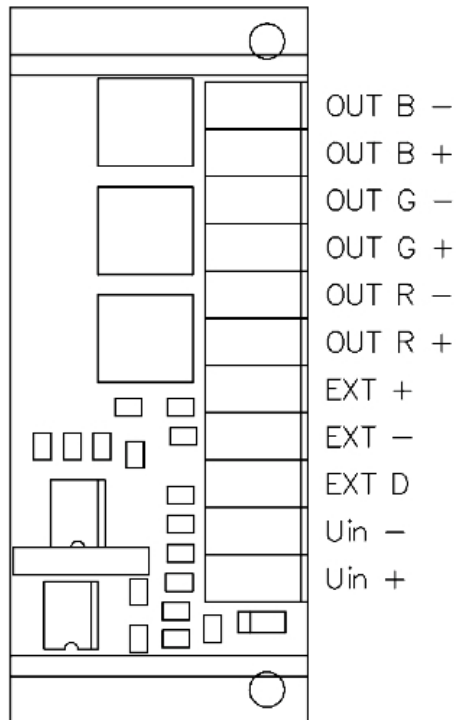 OUT B -
OUT B +
OUT G -
OUT G +
OUT R -
OUT R +
EXT +
EXT -
EXT D
Uin -
Uin +